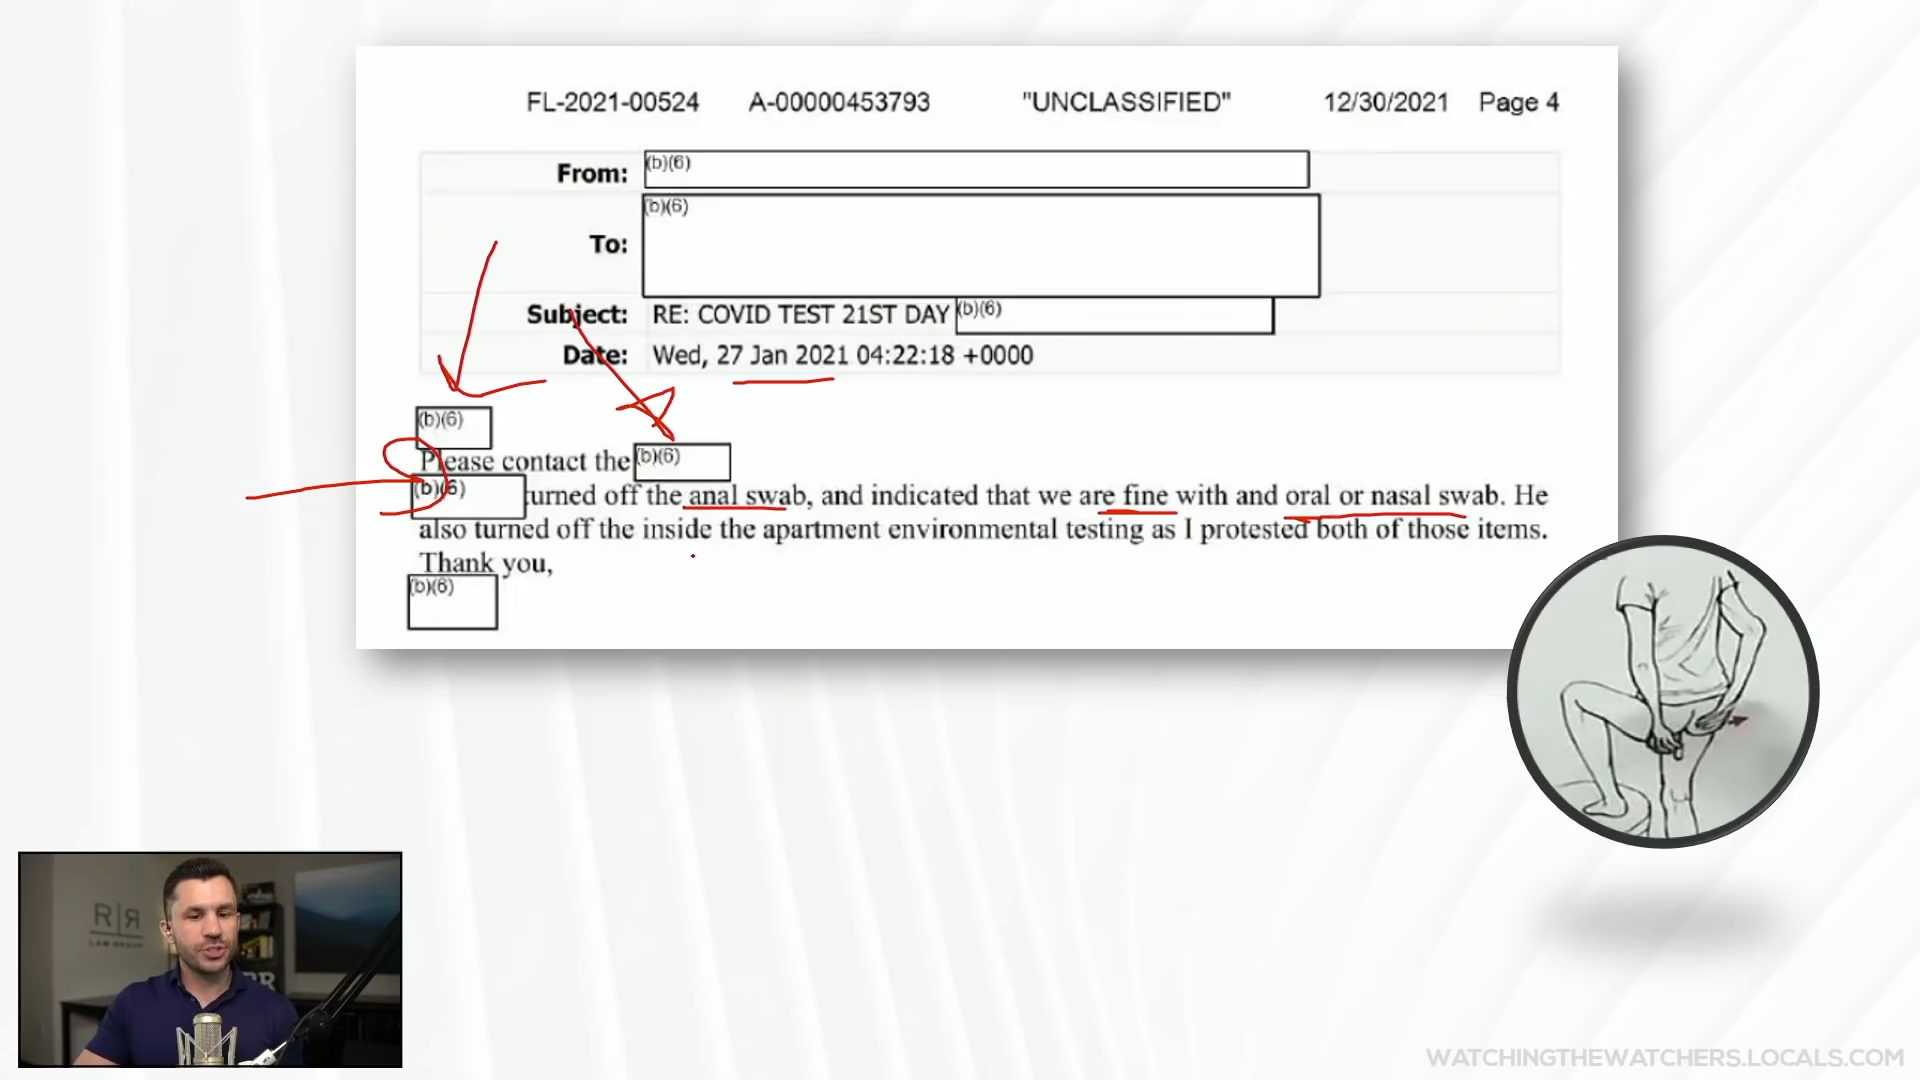 FL-2021-00524 A-00000453793 "UNCLASSIFIED" 12/30/2021 Page 4
From: (b)(6)
To: (b)(6)
Subject: RE: COVID TEST 21ST DAY (b)(6)
Date: Wed, 27 Jan 2021 04:22:18 +0000
(b)(6)
Please contact the (b)(6)
(b)(6) turned off the anal swab, and indicated that we are fine with and oral or nasal swab. He
also turned off the inside the apartment environmental testing as I protested both of those items.
Thank you,
(b)(6)
R|R
LAW GROUP
RR
WATCHINGTHEWATCHERS.LOCALS.COM